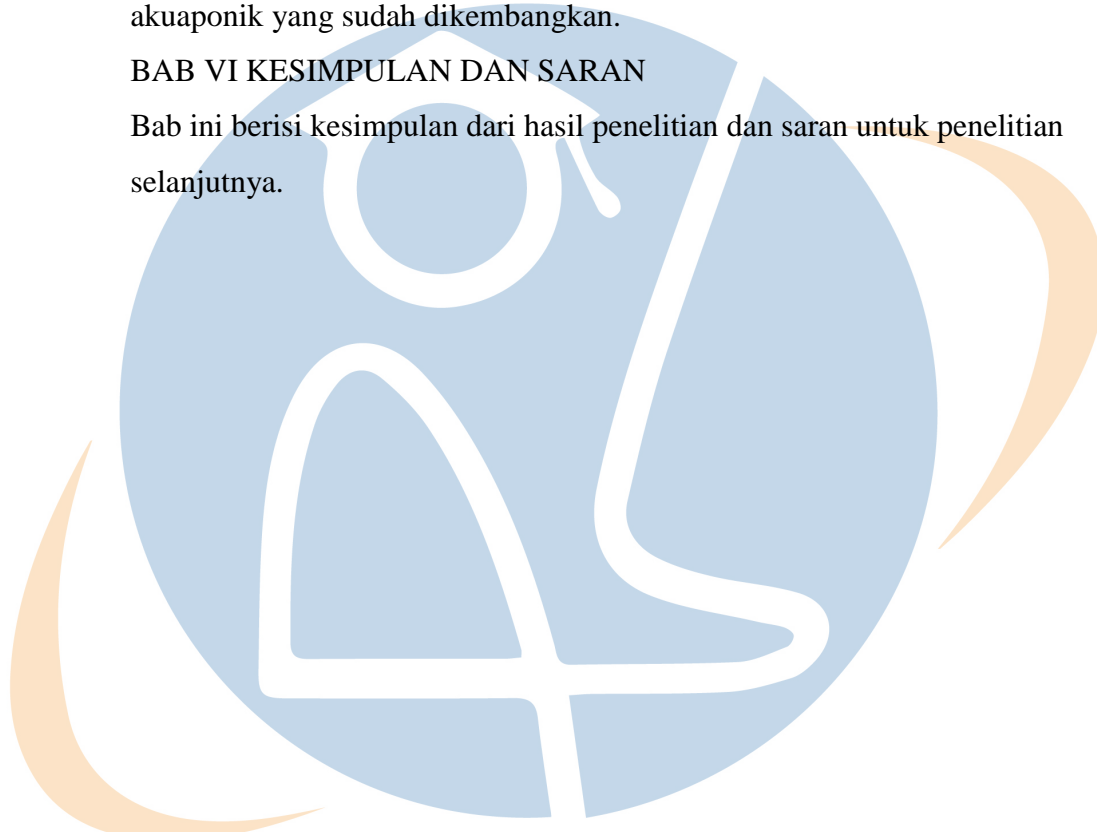 akuaponik yang sudah dikembangkan.
BAB VI KESIMPULAN DAN SARAN
Bab ini berisi kesimpulan dari hasil penelitian dan saran untuk penelitian
selanjutnya.